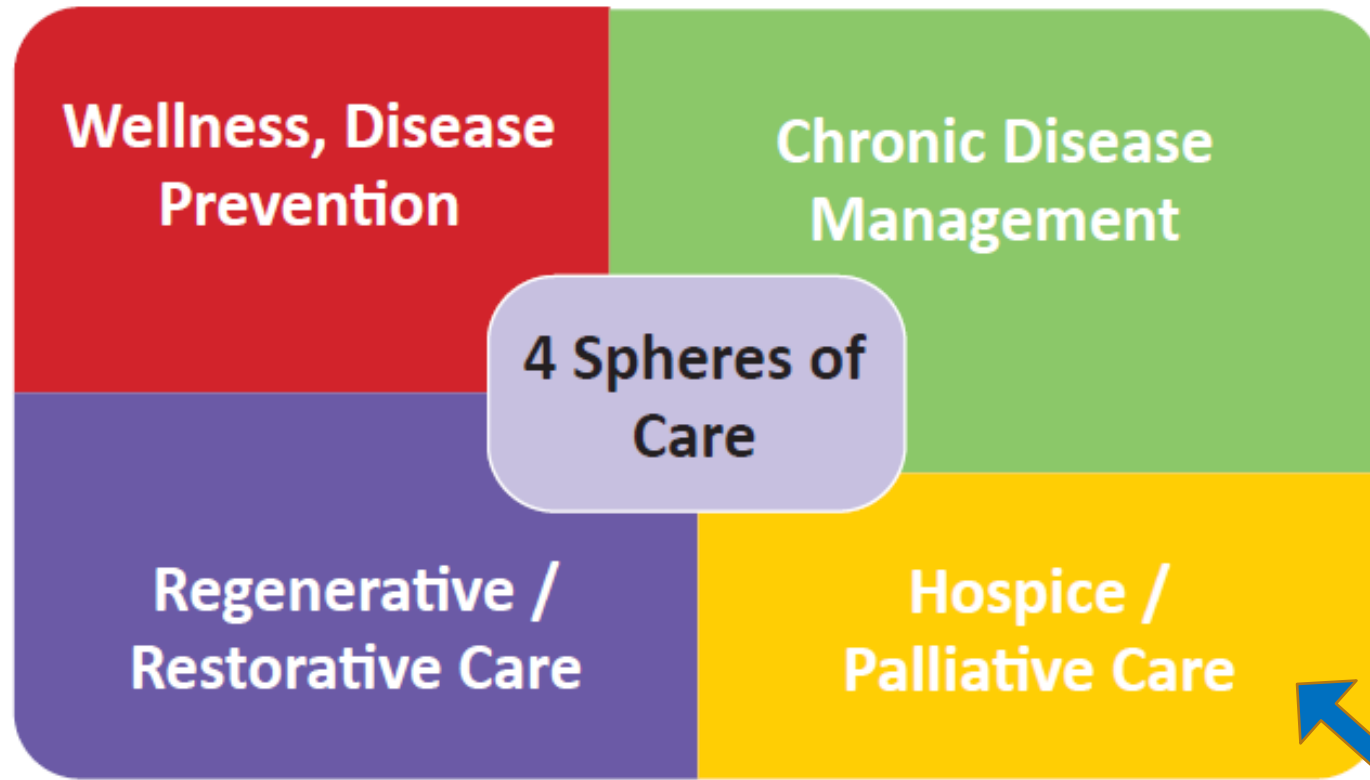 Wellness, Disease
Prevention
Chronic Disease
Management
4 Spheres of
Care
Regenerative /
Restorative Care
Hospice /
Palliative Care